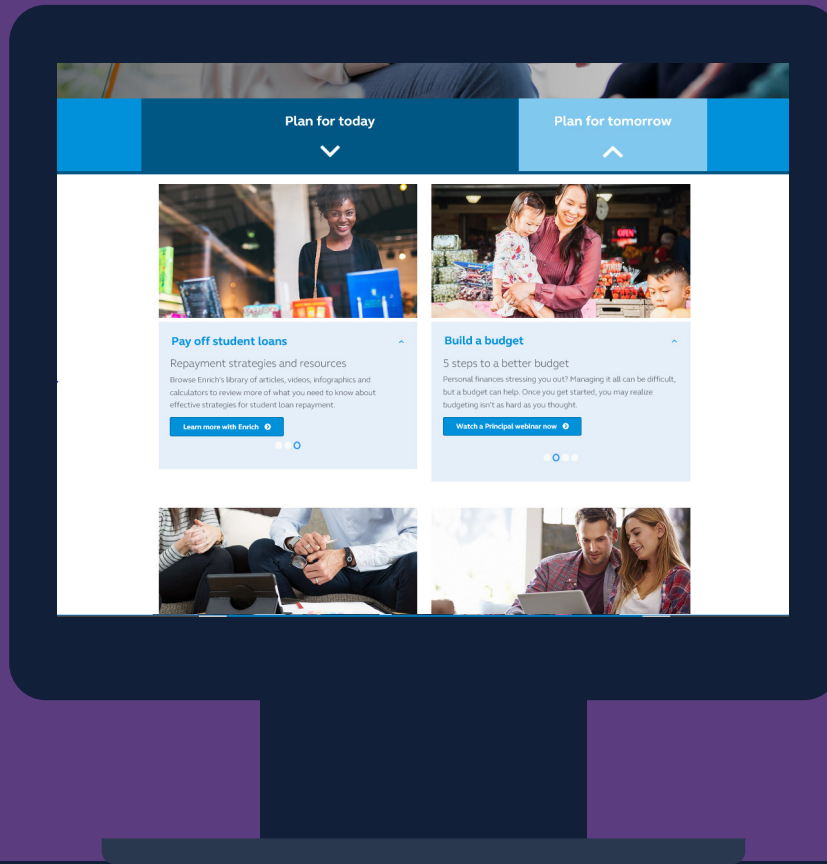 Plan for today
Plan for tomorrow
OPEN
Pay off student loans
Repayment strategies and resources
Browse Enrich's library of articles, videos, infographics and
calculators to review more of what you need to know about
effective strategies for student loan repayment.
Learn more with Enrich
Build a budget
5 steps to a better budget
Personal finances stressing you out? Managing it all can be difficult,
but a budget can help. Once you get started, you may realize
budgeting isn't as hard as you thought.
Watch a Principal webinar now